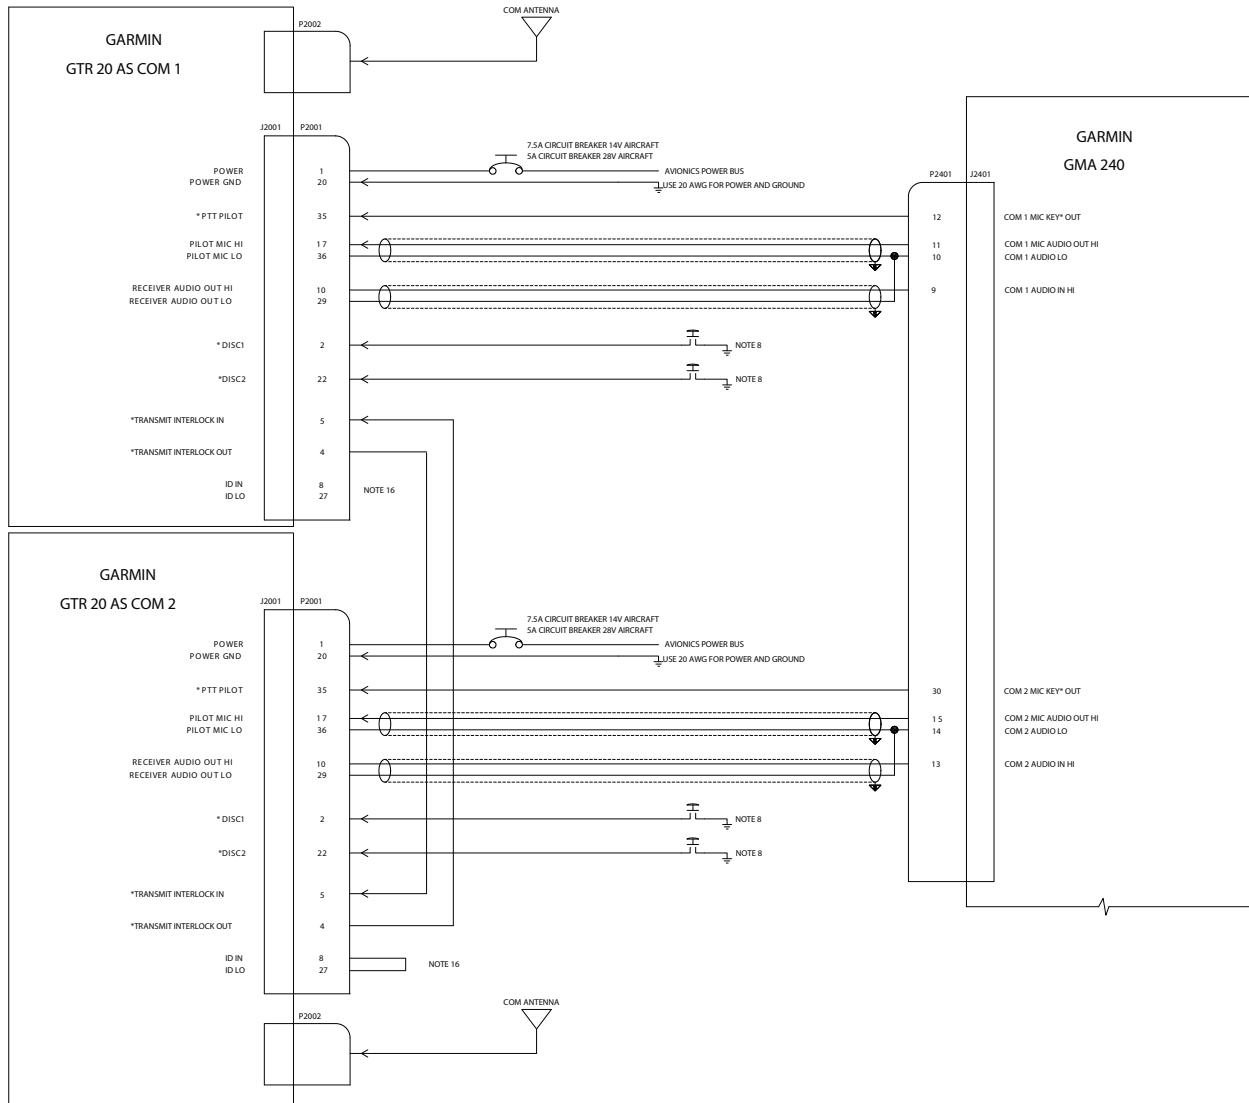 COM ANTENNA
P2002
GARMIN
GTR 20 AS COM 1
J2001 P2001
7.5A CIRCUIT BREAKER 14V AIRCRAFT
5A CIRCUIT BREAKER 28V AIRCRAFT
POWER 1 AVIONICS POWER BUS
POWER GND 20 USE 20 AWG FOR POWER AND GROUND
GARMIN
GMA 240
P2401 J2401
* PTT PILOT 35 12 COM 1 MIC KEY* OUT
PILOT MIC HI 17 11 COM 1 MIC AUDIO OUT HI
PILOT MIC LO 36 10 COM 1 AUDIO LO
RECEIVER AUDIO OUT HI 10 9 COM 1 AUDIO IN HI
RECEIVER AUDIO OUT LO 29
* DISC1 2 NOTE 8
*DISC2 22 NOTE 8
*TRANSMIT INTERLOCK IN 5
*TRANSMIT INTERLOCK OUT 4
ID IN 8
ID LO 27 NOTE 16
GARMIN
GTR 20 AS COM 2
J2001 P2001
7.5A CIRCUIT BREAKER 14V AIRCRAFT
5A CIRCUIT BREAKER 28V AIRCRAFT
POWER 1 AVIONICS POWER BUS
POWER GND 20 USE 20 AWG FOR POWER AND GROUND
* PTT PILOT 35 30 COM 2 MIC KEY* OUT
PILOT MIC HI 17 15 COM 2 MIC AUDIO OUT HI
PILOT MIC LO 36 14 COM 2 AUDIO LO
RECEIVER AUDIO OUT HI 10 13 COM 2 AUDIO IN HI
RECEIVER AUDIO OUT LO 29
* DISC1 2 NOTE 8
*DISC2 22 NOTE 8
*TRANSMIT INTERLOCK IN 5
*TRANSMIT INTERLOCK OUT 4
ID IN 8
ID LO 27 NOTE 16
COM ANTENNA
P2002